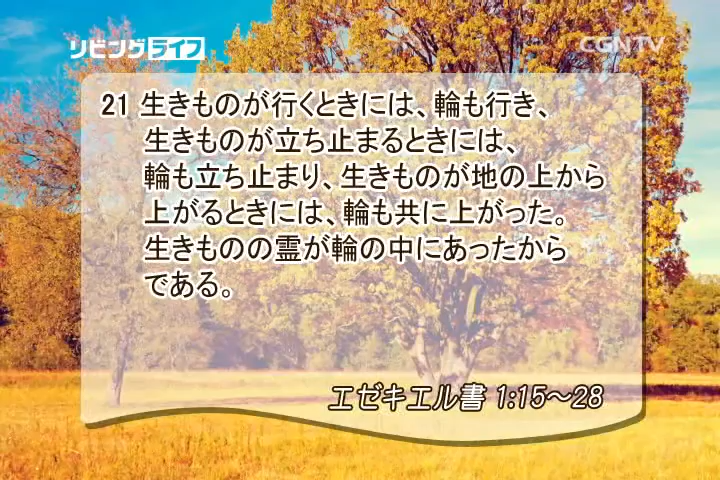 リビングライフ
CGNTV
21 生きものが行くときには、輪も行き、
生きものが立ち止まるときには、
輪も立ち止まり、生きものが地の上から
上がるときには、輪も共に上がった。
生きものの霊が輪の中にあったから
である。
エゼキエル書 1:15～28